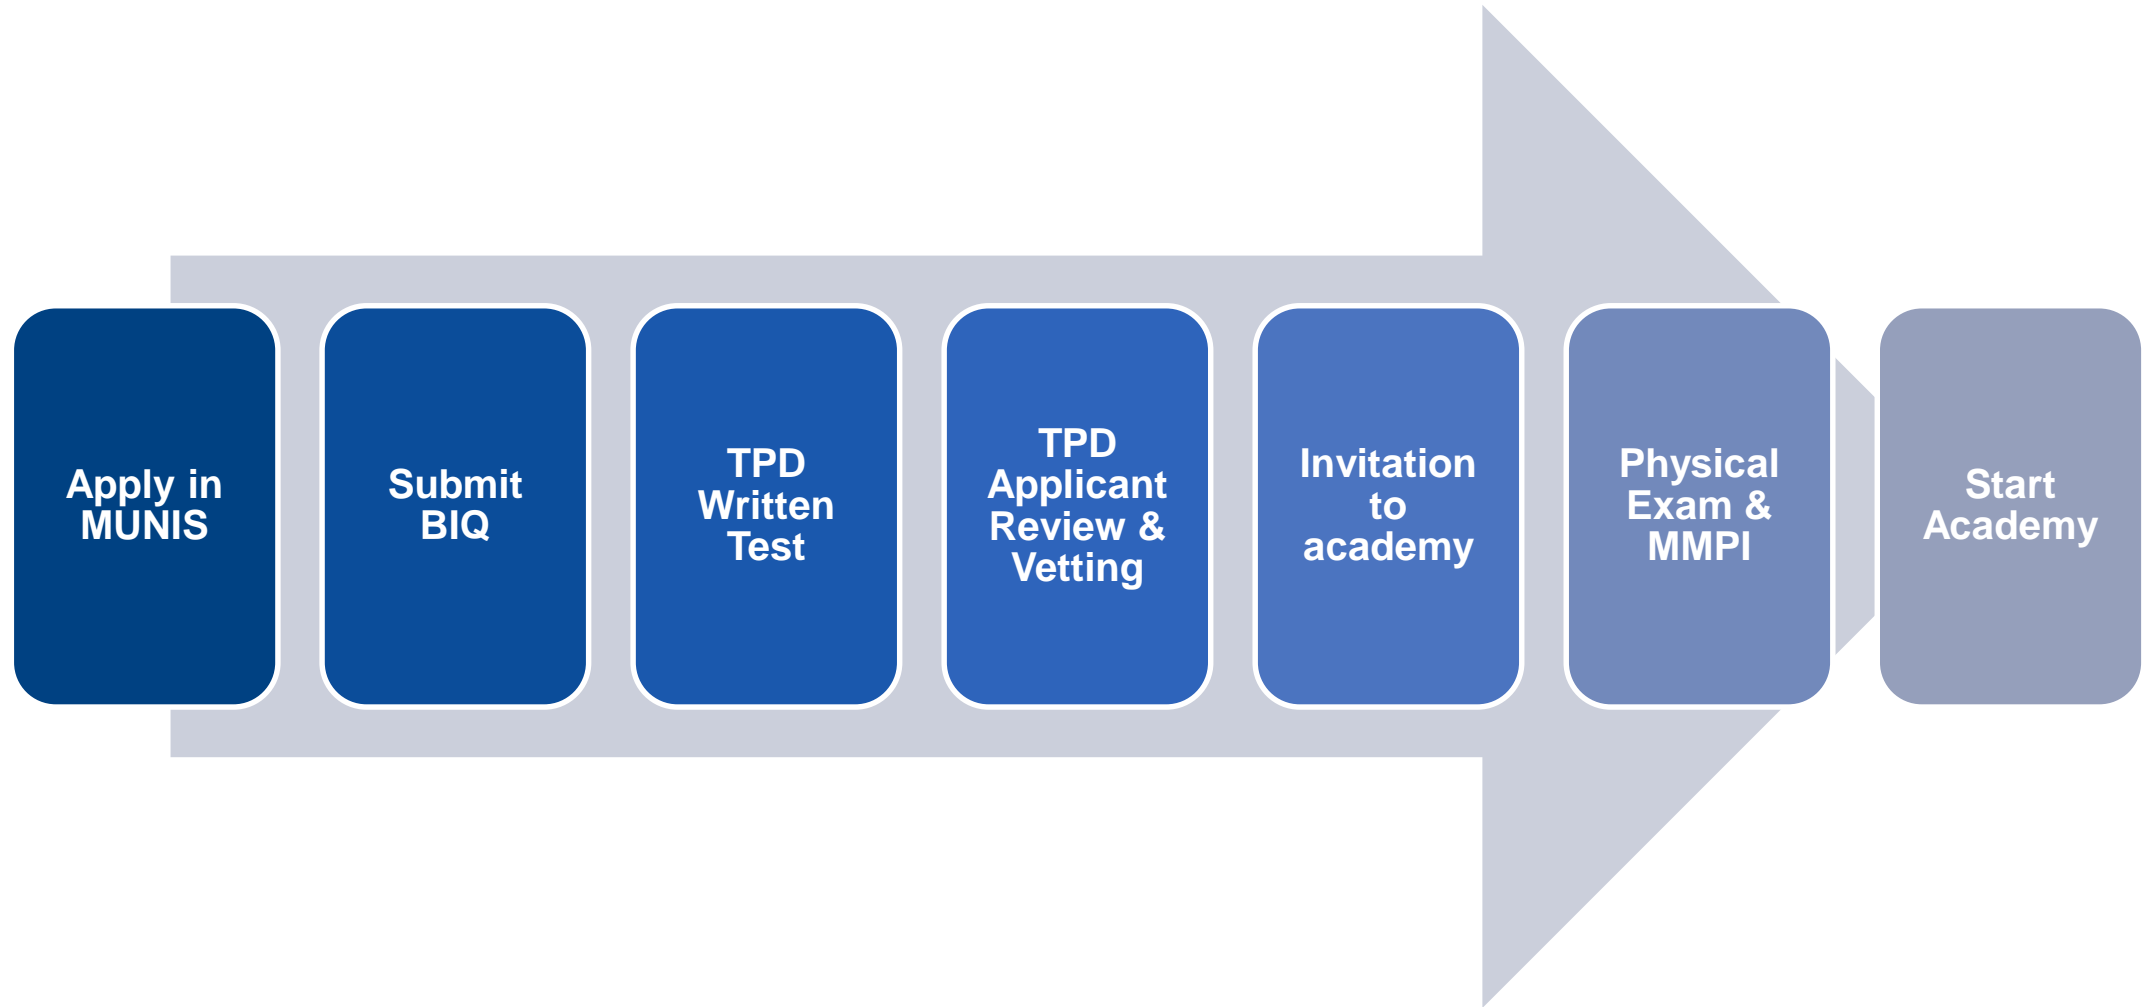 Apply in
MUNIS
Submit
BIQ
TPD
Written
Test
TPD
Applicant
Review &
Vetting
Invitation
to
academy
Physical
Exam &
MMPI
Start
Academy